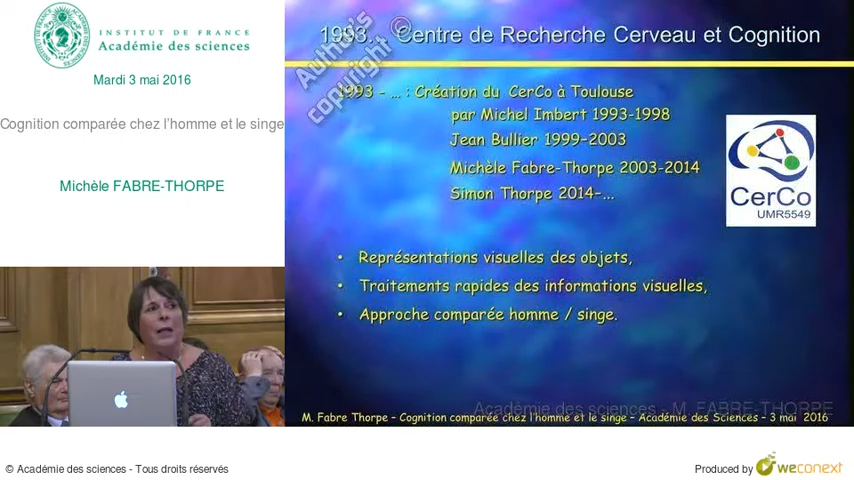 INSTITUT DE FRANCE
Académie des sciences
Mardi 3 mai 2016
Cognition comparée chez l'homme et le singe
Michèle FABRE-THORPE
1993... Centre de Recherche Cerveau et Cognition
Author's ©
copyright
1993 - ... : Création du CerCo à Toulouse
par Michel Imbert 1993-1998
Jean Bullier 1999-2003
Michèle Fabre-Thorpe 2003-2014
Simon Thorpe 2014-...
CerCo
UMR5549
• Représentations visuelles des objets,
• Traitements rapides des informations visuelles,
• Approche comparée homme / singe.
Académie des sciences - M. FABRE-THORPE
M. Fabre Thorpe - Cognition comparée chez l'homme et le singe - Académie des Sciences - 3 mai 2016
© Académie des sciences - Tous droits réservés
Produced by weconext